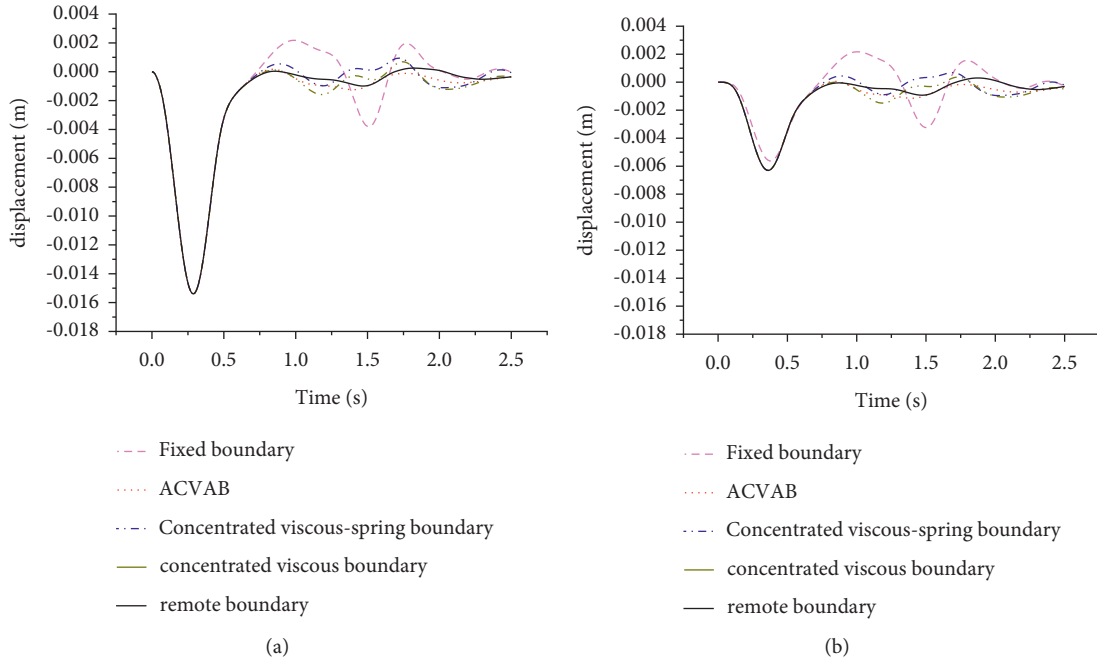 0.004
0.002
0.000
-0.002
-0.004
-0.006
-0.008
-0.010
-0.012
-0.014
-0.016
-0.018
displacement (m)
0.0 0.5 1.0 1.5 2.0 2.5
Time (s)
Fixed boundary
ACVAB
Concentrated viscous-spring boundary
concentrated viscous boundary
remote boundary
(a)
0.004
0.002
0.000
-0.002
-0.004
-0.006
-0.008
-0.010
-0.012
-0.014
-0.016
-0.018
displacement (m)
0.0 0.5 1.0 1.5 2.0 2.5
Time (s)
Fixed boundary
ACVAB
Concentrated viscous-spring boundary
concentrated viscous boundary
remote boundary
(b)